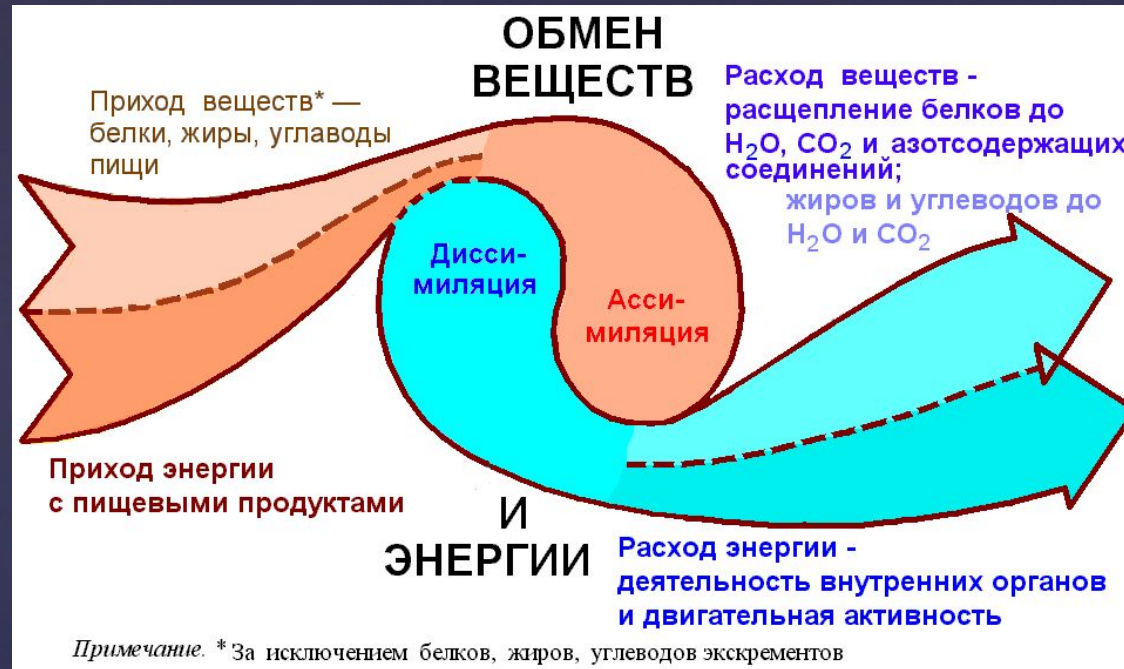 ОБМЕН
ВЕЩЕСТВ
Приход веществ* —
белки, жиры, углаводы
пищи
Расход веществ -
расщепление белков до
H₂O, CO₂ и азотсодержащих
соединений;
жиров и углеводов до
H₂O и CO₂
Дисси-
миляция
Асси-
миляция
Приход энергии
с пищевыми продуктами
И
ЭНЕРГИИ
Расход энергии -
деятельность внутренних органов
и двигательная активность
Примечание. * За исключением белков, жиров, углаводов экскрементов